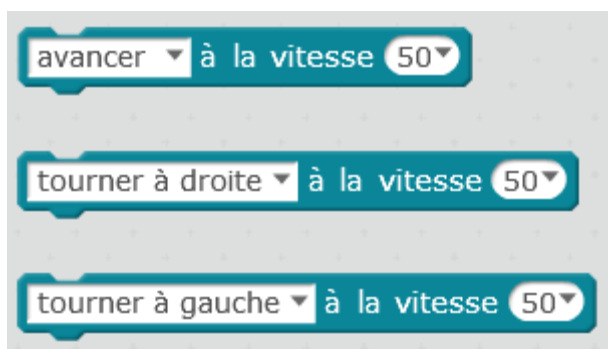 avancer à la vitesse 50
tourner à droite à la vitesse 50
tourner à gauche à la vitesse 50